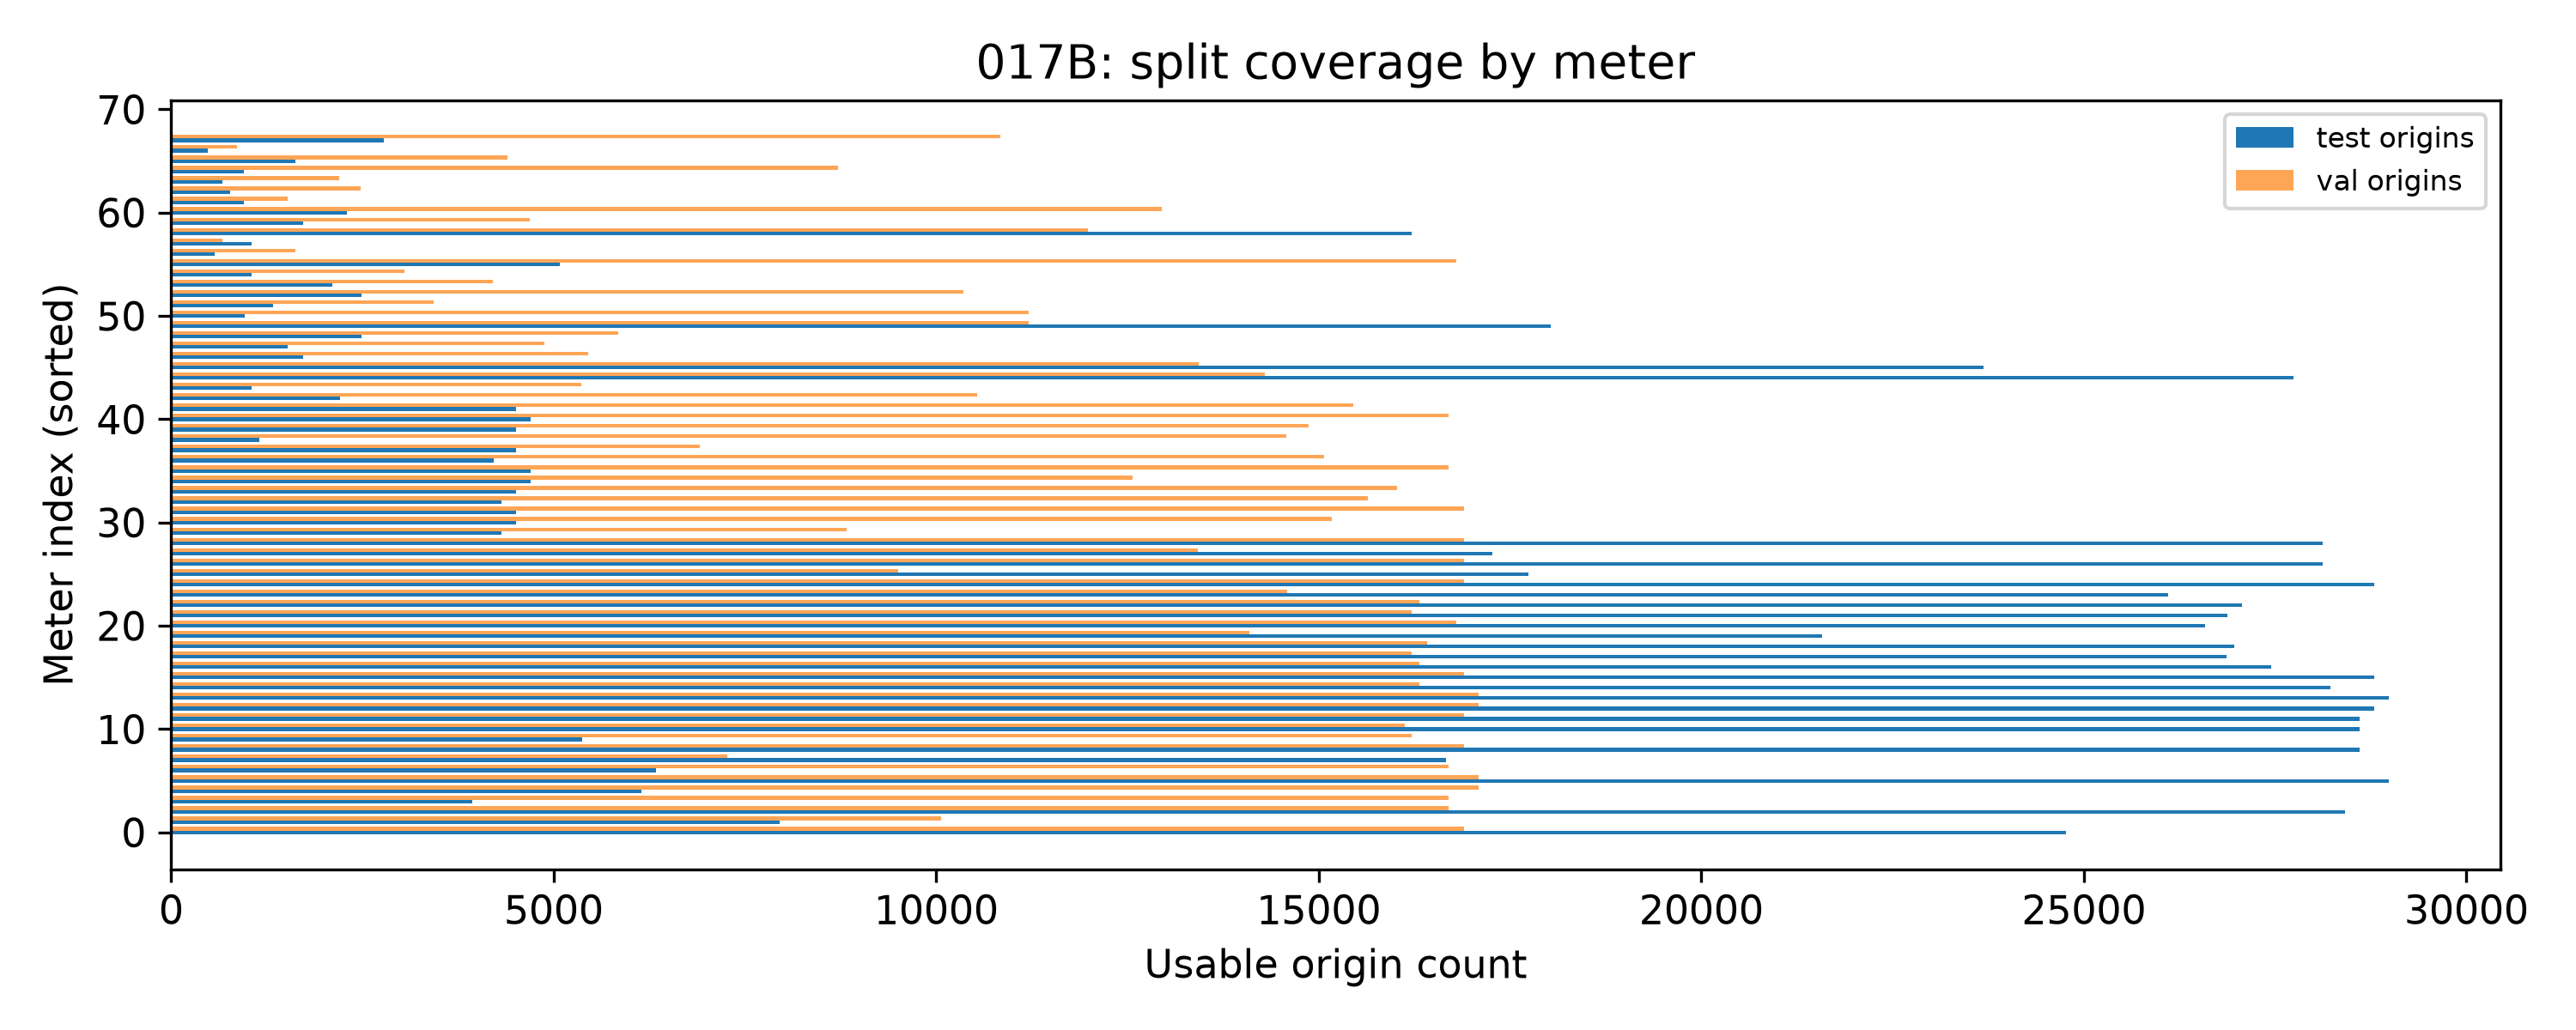 017B: split coverage by meter
test origins
val origins
Meter index (sorted)
70
60
50
40
30
20
10
0
0 5000 10000 15000 20000 25000 30000
Usable origin count